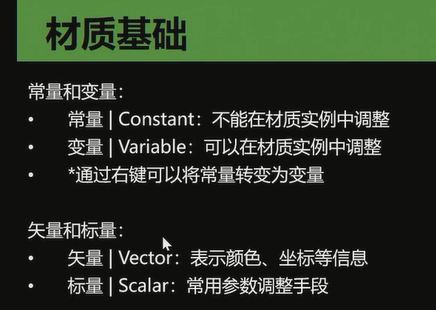 材质基础
常量和变量：
• 常量 | Constant：不能在材质实例中调整
• 变量 | Variable：可以在材质实例中调整
• *通过右键可以将常量转变为变量
矢量和标量：
• 矢量 | Vector：表示颜色、坐标等信息
• 标量 | Scalar：常用参数调整手段